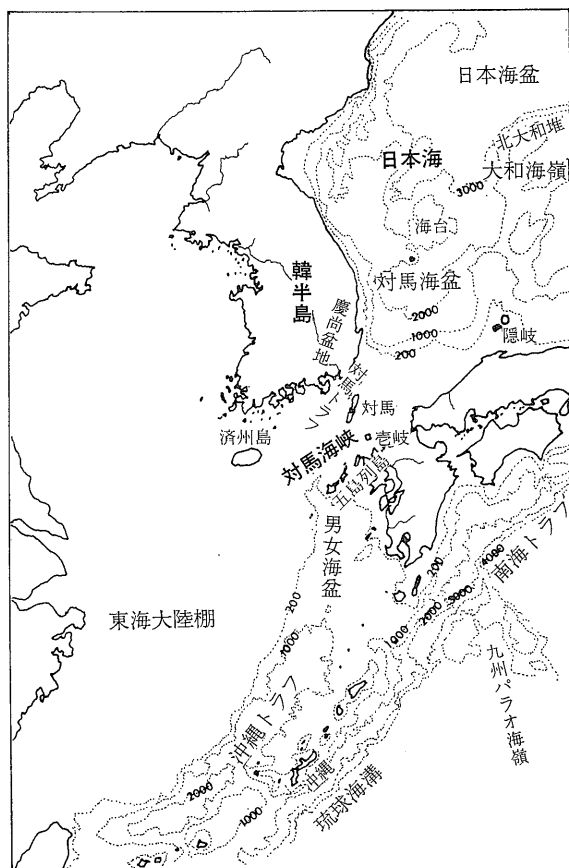 日本海盆
北大和堆
日本海
大和海嶺
3000
海台
韓半島
対馬海盆
2000
慶尚盆地
1000
隠岐
200
対馬トラフ
対馬
済州島
壱岐
対馬海峡
五島列島
男女海盆
200
4000
南海トラフ
3000
200
2000
東海大陸棚
1000
1000
九州パラオ海嶺
沖縄トラフ
2000
沖縄
琉球海溝
1000